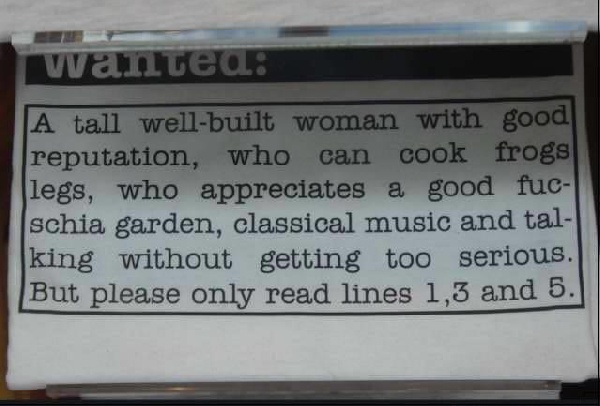 Wanted:
A tall well-built woman with good
reputation, who can cook frogs
legs, who appreciates a good fuc-
schia garden, classical music and tal-
king without getting too serious.
But please only read lines 1,3 and 5.